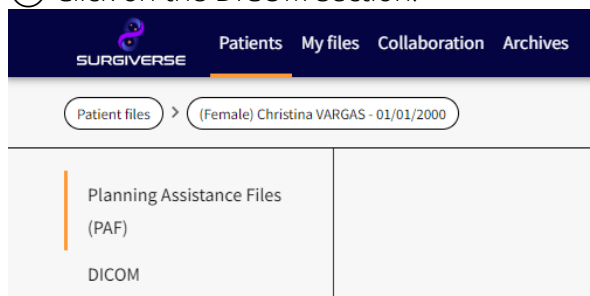 Click on the DICOM section.
SURGIVERSE Patients My files Collaboration Archives
Patient files > (Female) Christina VARGAS - 01/01/2000
Planning Assistance Files
(PAF)
DICOM